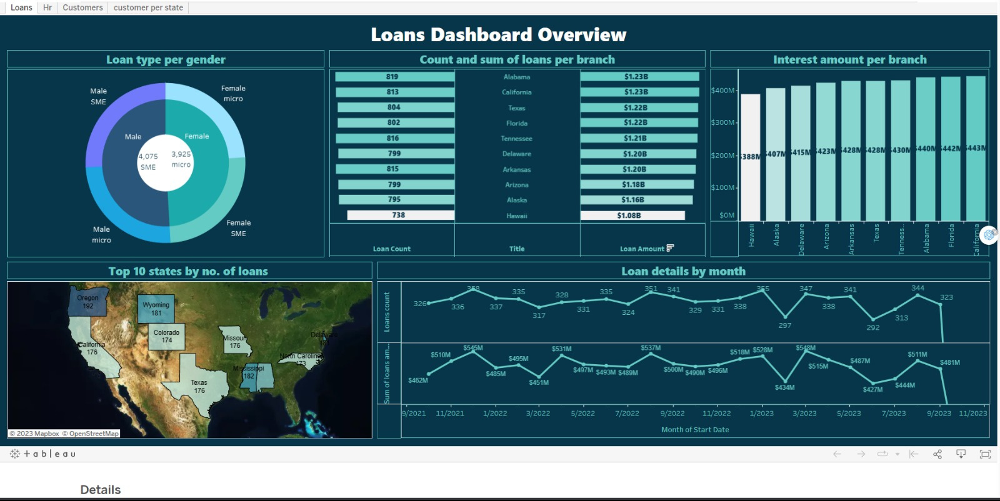 Loans Hr Customers customer per state
Loans Dashboard Overview
Loan type per gender
Male
SME
Female
micro
Male
Female
4,075
SME
3,925
micro
Male
micro
Female
SME
Count and sum of loans per branch
819 Alabama $1.23B
813 California $1.23B
804 Texas $1.22B
802 Florida $1.22B
816 Tennessee $1.21B
799 Delaware $1.20B
815 Arkansas $1.20B
799 Arizona $1.18B
795 Alaska $1.16B
738 Hawaii $1.08B
Loan Count Title Loan Amount
Interest amount per branch
$400M
$300M
$200M
$100M
$0M
$388M $407M $415M $423M $428M $428M $430M $440M $442M $443M
Hawaii Alaska Delaware Arizona Arkansas Texas Tenness.. Alabama Florida California
Top 10 states by no. of loans
Oregon
192
Wyoming
181
Colorado
174
California
176
Missouri
176
Delaware
North Carolina
173
Mississippi
182
Texas
176
© 2023 Mapbox © OpenStreetMap
Loan details by month
Loans count
326 336 358 337 335 317 328 331 335 324 351 341 329 331 338 355 297 347 338 341 292 313 344 323
Sum of loans am...
$462M $510M $545M $485M $495M $451M $531M $497M $493M $489M $537M $500M $490M $496M $518M $528M $434M $548M $515M $487M $427M $444M $511M $481M
9/2021 11/2021 1/2022 3/2022 5/2022 7/2022 9/2022 11/2022 1/2023 3/2023 5/2023 7/2023 9/2023 11/2023
Month of Start Date
+ a b l e a u
Details